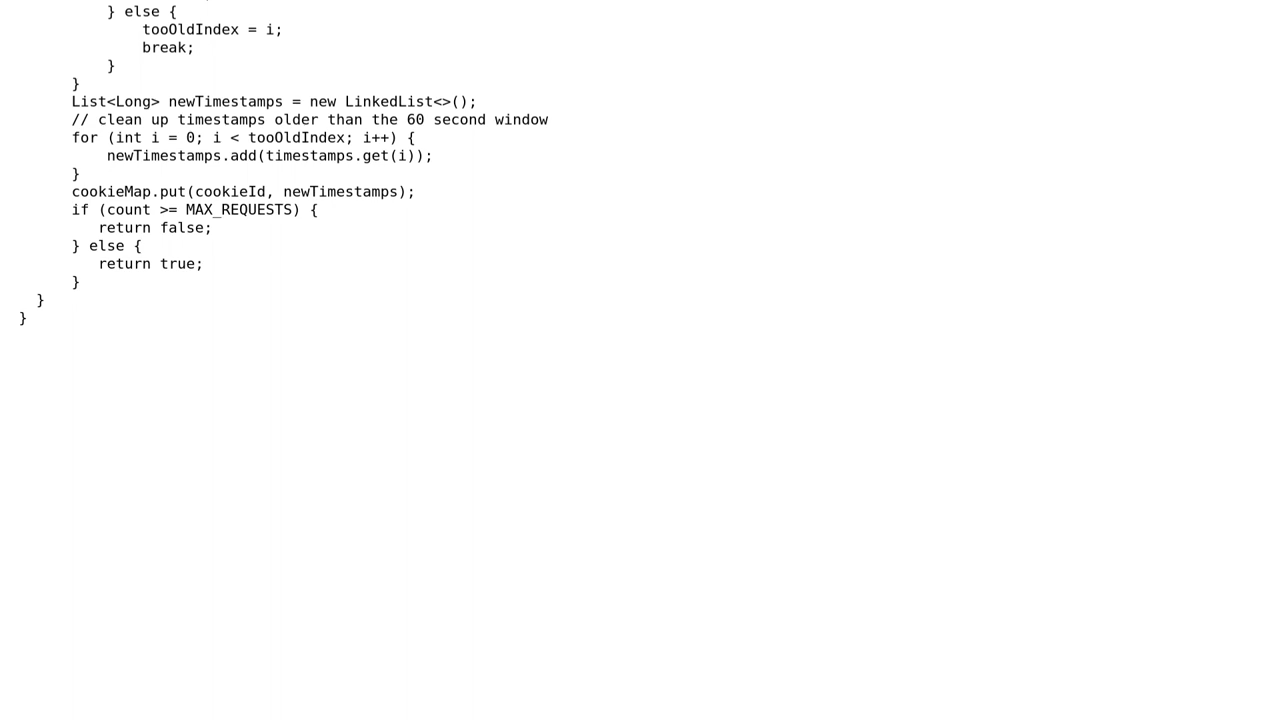 } else {
tooOldIndex = i;
break;
}
}
List<Long> newTimestamps = new LinkedList<>();
// clean up timestamps older than the 60 second window
for (int i = 0; i < tooOldIndex; i++) {
newTimestamps.add(timestamps.get(i));
}
cookieMap.put(cookieId, newTimestamps);
if (count >= MAX_REQUESTS) {
return false;
} else {
return true;
}
}
}